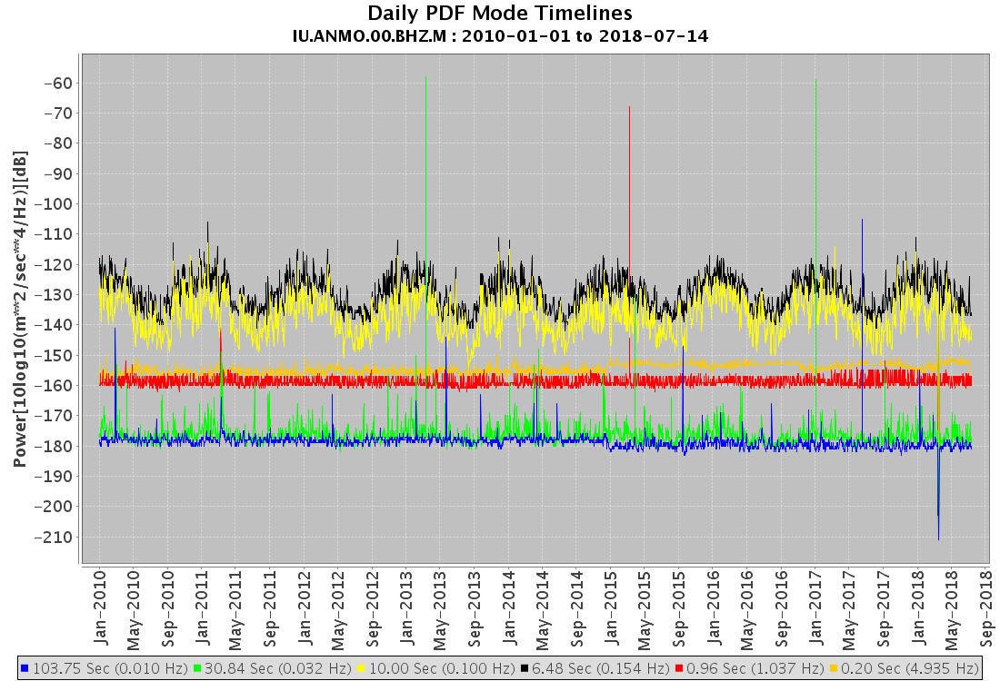 Daily PDF Mode Timelines
IU.ANMO.00.BHZ.M : 2010-01-01 to 2018-07-14
Power[10log10(m**2/sec**4/Hz)][dB]
-60
-70
-80
-90
-100
-110
-120
-130
-140
-150
-160
-170
-180
-190
-200
-210
Jan-2010
May-2010
Sep-2010
Jan-2011
May-2011
Sep-2011
Jan-2012
May-2012
Sep-2012
Jan-2013
May-2013
Sep-2013
Jan-2014
May-2014
Sep-2014
Jan-2015
May-2015
Sep-2015
Jan-2016
May-2016
Sep-2016
Jan-2017
May-2017
Sep-2017
Jan-2018
May-2018
Sep-2018
103.75 Sec (0.010 Hz) 30.84 Sec (0.032 Hz) 10.00 Sec (0.100 Hz) 6.48 Sec (0.154 Hz) 0.96 Sec (1.037 Hz) 0.20 Sec (4.935 Hz)